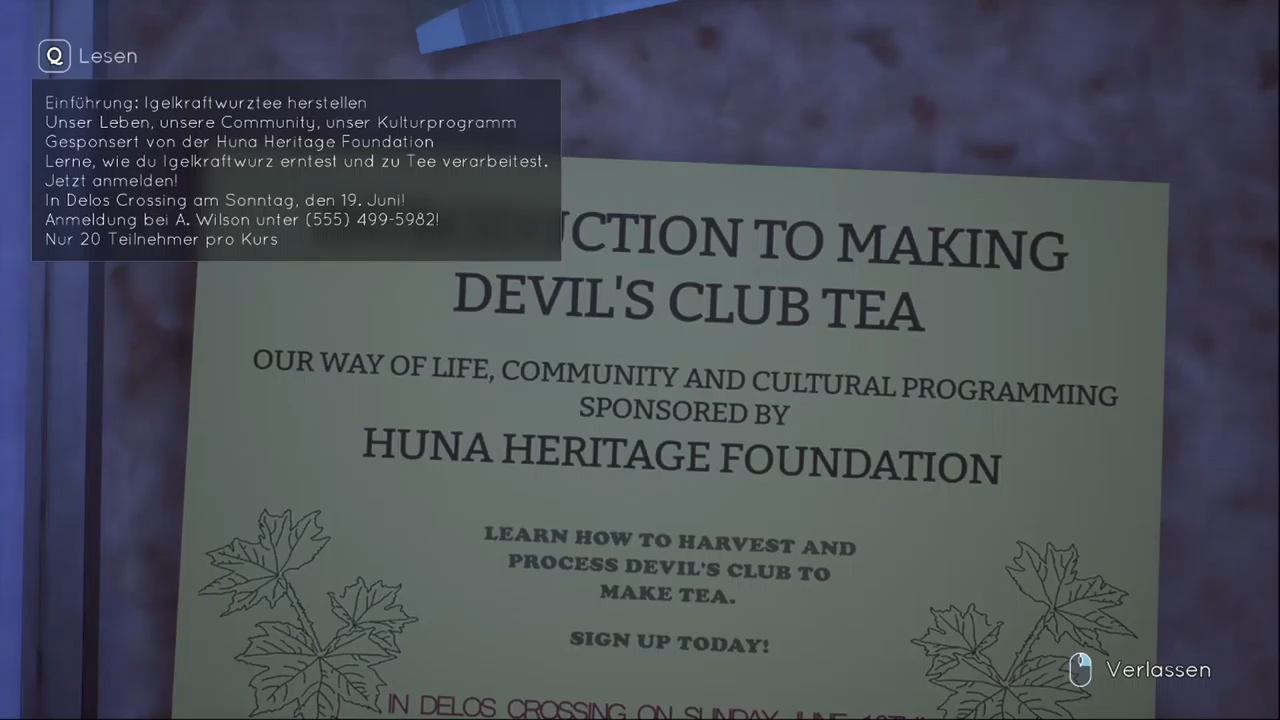 Q Lesen
Einführung: Igelkraftwurztee herstellen
Unser Leben, unsere Community, unser Kulturprogramm
Gesponsert von der Huna Heritage Foundation
Lerne, wie du Igelkraftwurz erntest und zu Tee verarbeitest.
Jetzt anmelden!
In Delos Crossing am Sonntag, den 19. Juni!
Anmeldung bei A. Wilson unter (555) 499-5982!
Nur 20 Teilnehmer pro Kurs
TO MAKING
DEVIL'S CLUB TEA
OUR WAY OF LIFE, COMMUNITY AND CULTURAL PROGRAMMING
SPONSORED BY
HUNA HERITAGE FOUNDATION
LEARN HOW TO HARVEST AND
PROCESS DEVIL'S CLUB TO
MAKE TEA.
SIGN UP TODAY!
Verlassen
IN DELOS CROSSING ON SUNDAY JUNE